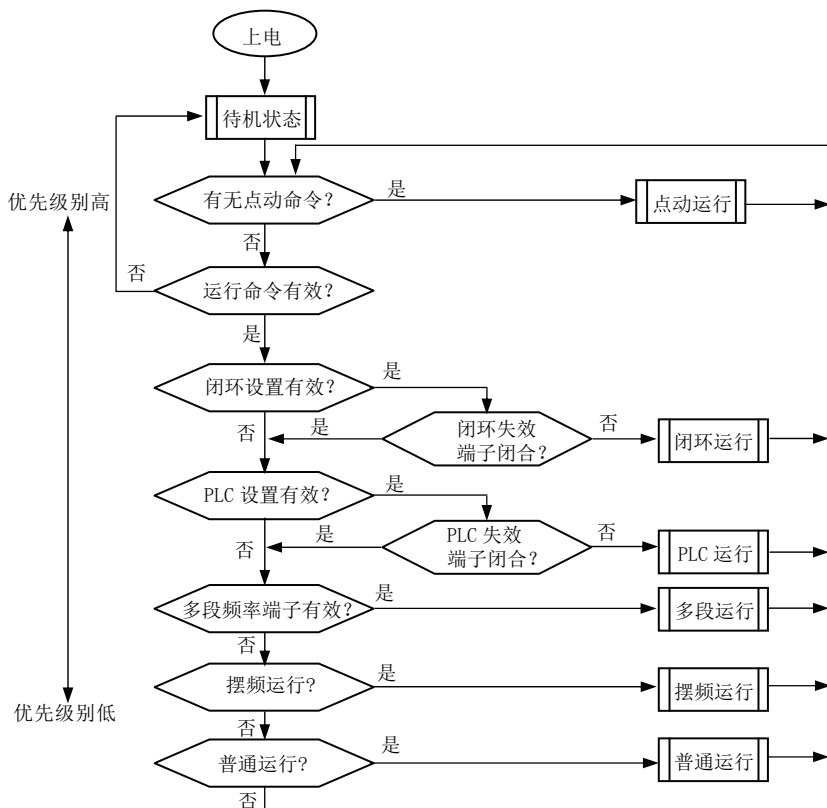 上电
待机状态
优先级别高
有无点动命令？
是
点动运行
否
否
运行命令有效？
是
闭环设置有效？
是
否
是
闭环失效
端子闭合？
否
闭环运行
PLC 设置有效？
是
否
是
PLC 失效
端子闭合？
否
PLC 运行
多段频率端子有效？
是
多段运行
否
摆频运行?
是
摆频运行
优先级别低
否
普通运行?
是
普通运行
否